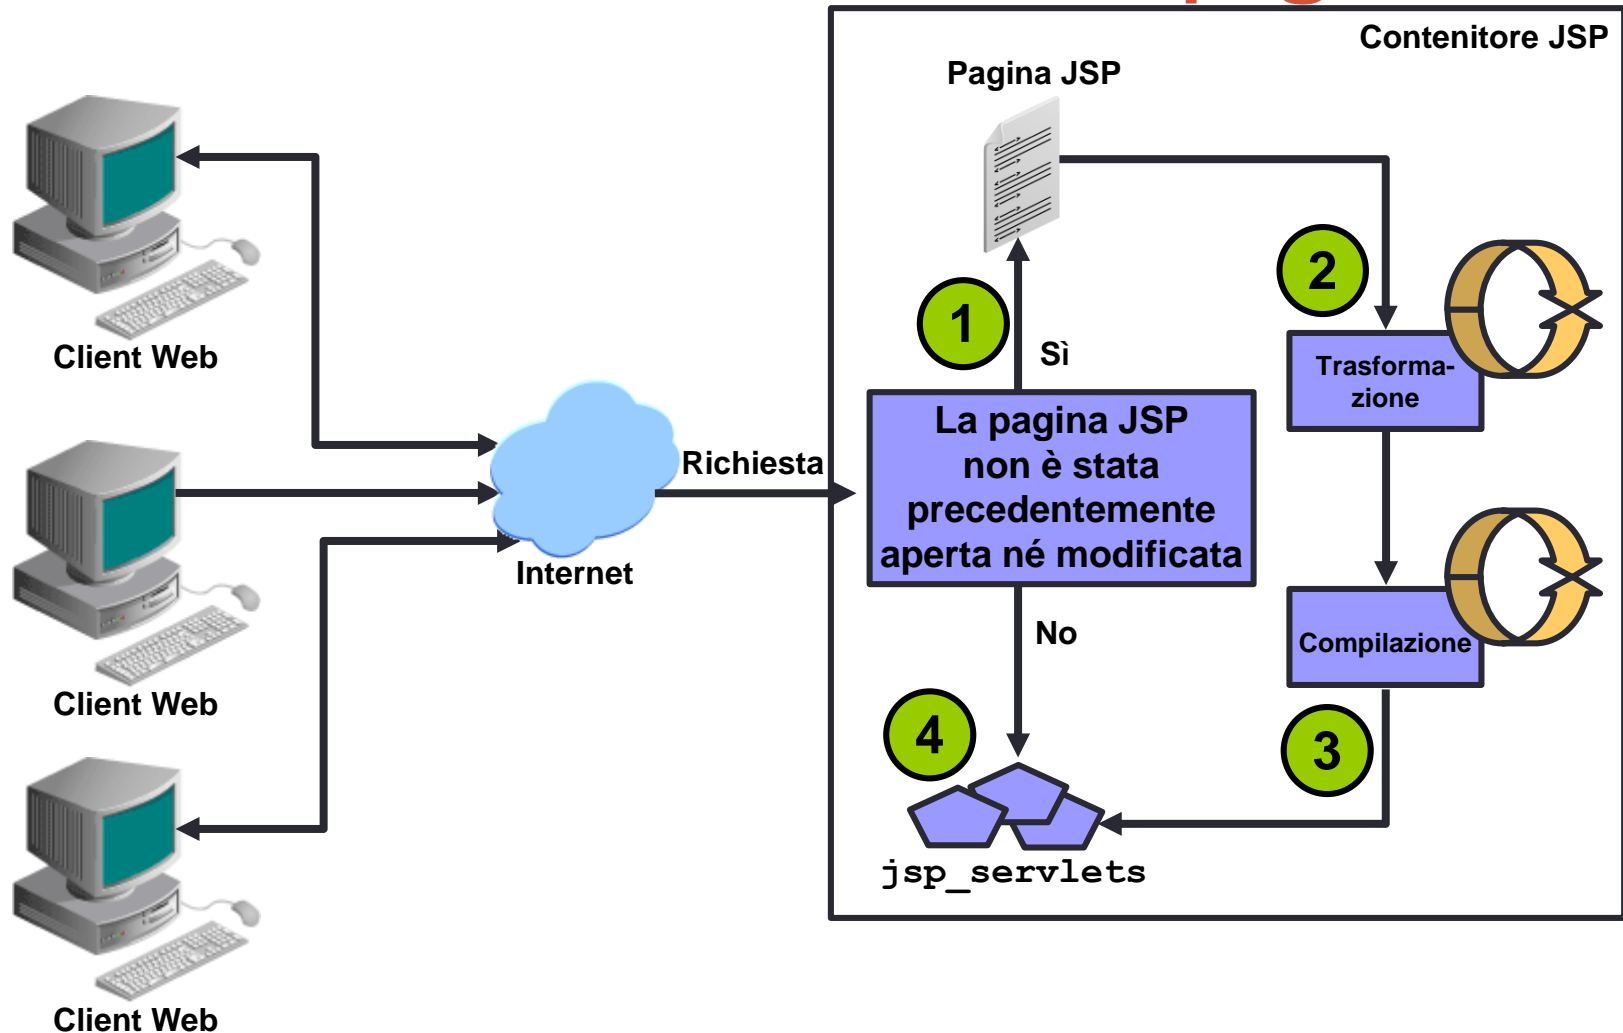 Contenitore JSP
Pagina JSP
1
2
Sì
Client Web
Trasforma-
zione
La pagina JSP
non è stata
precedentemente
aperta né modificata
Richiesta
Internet
No
Compilazione
Client Web
4
3
jsp_servlets
Client Web